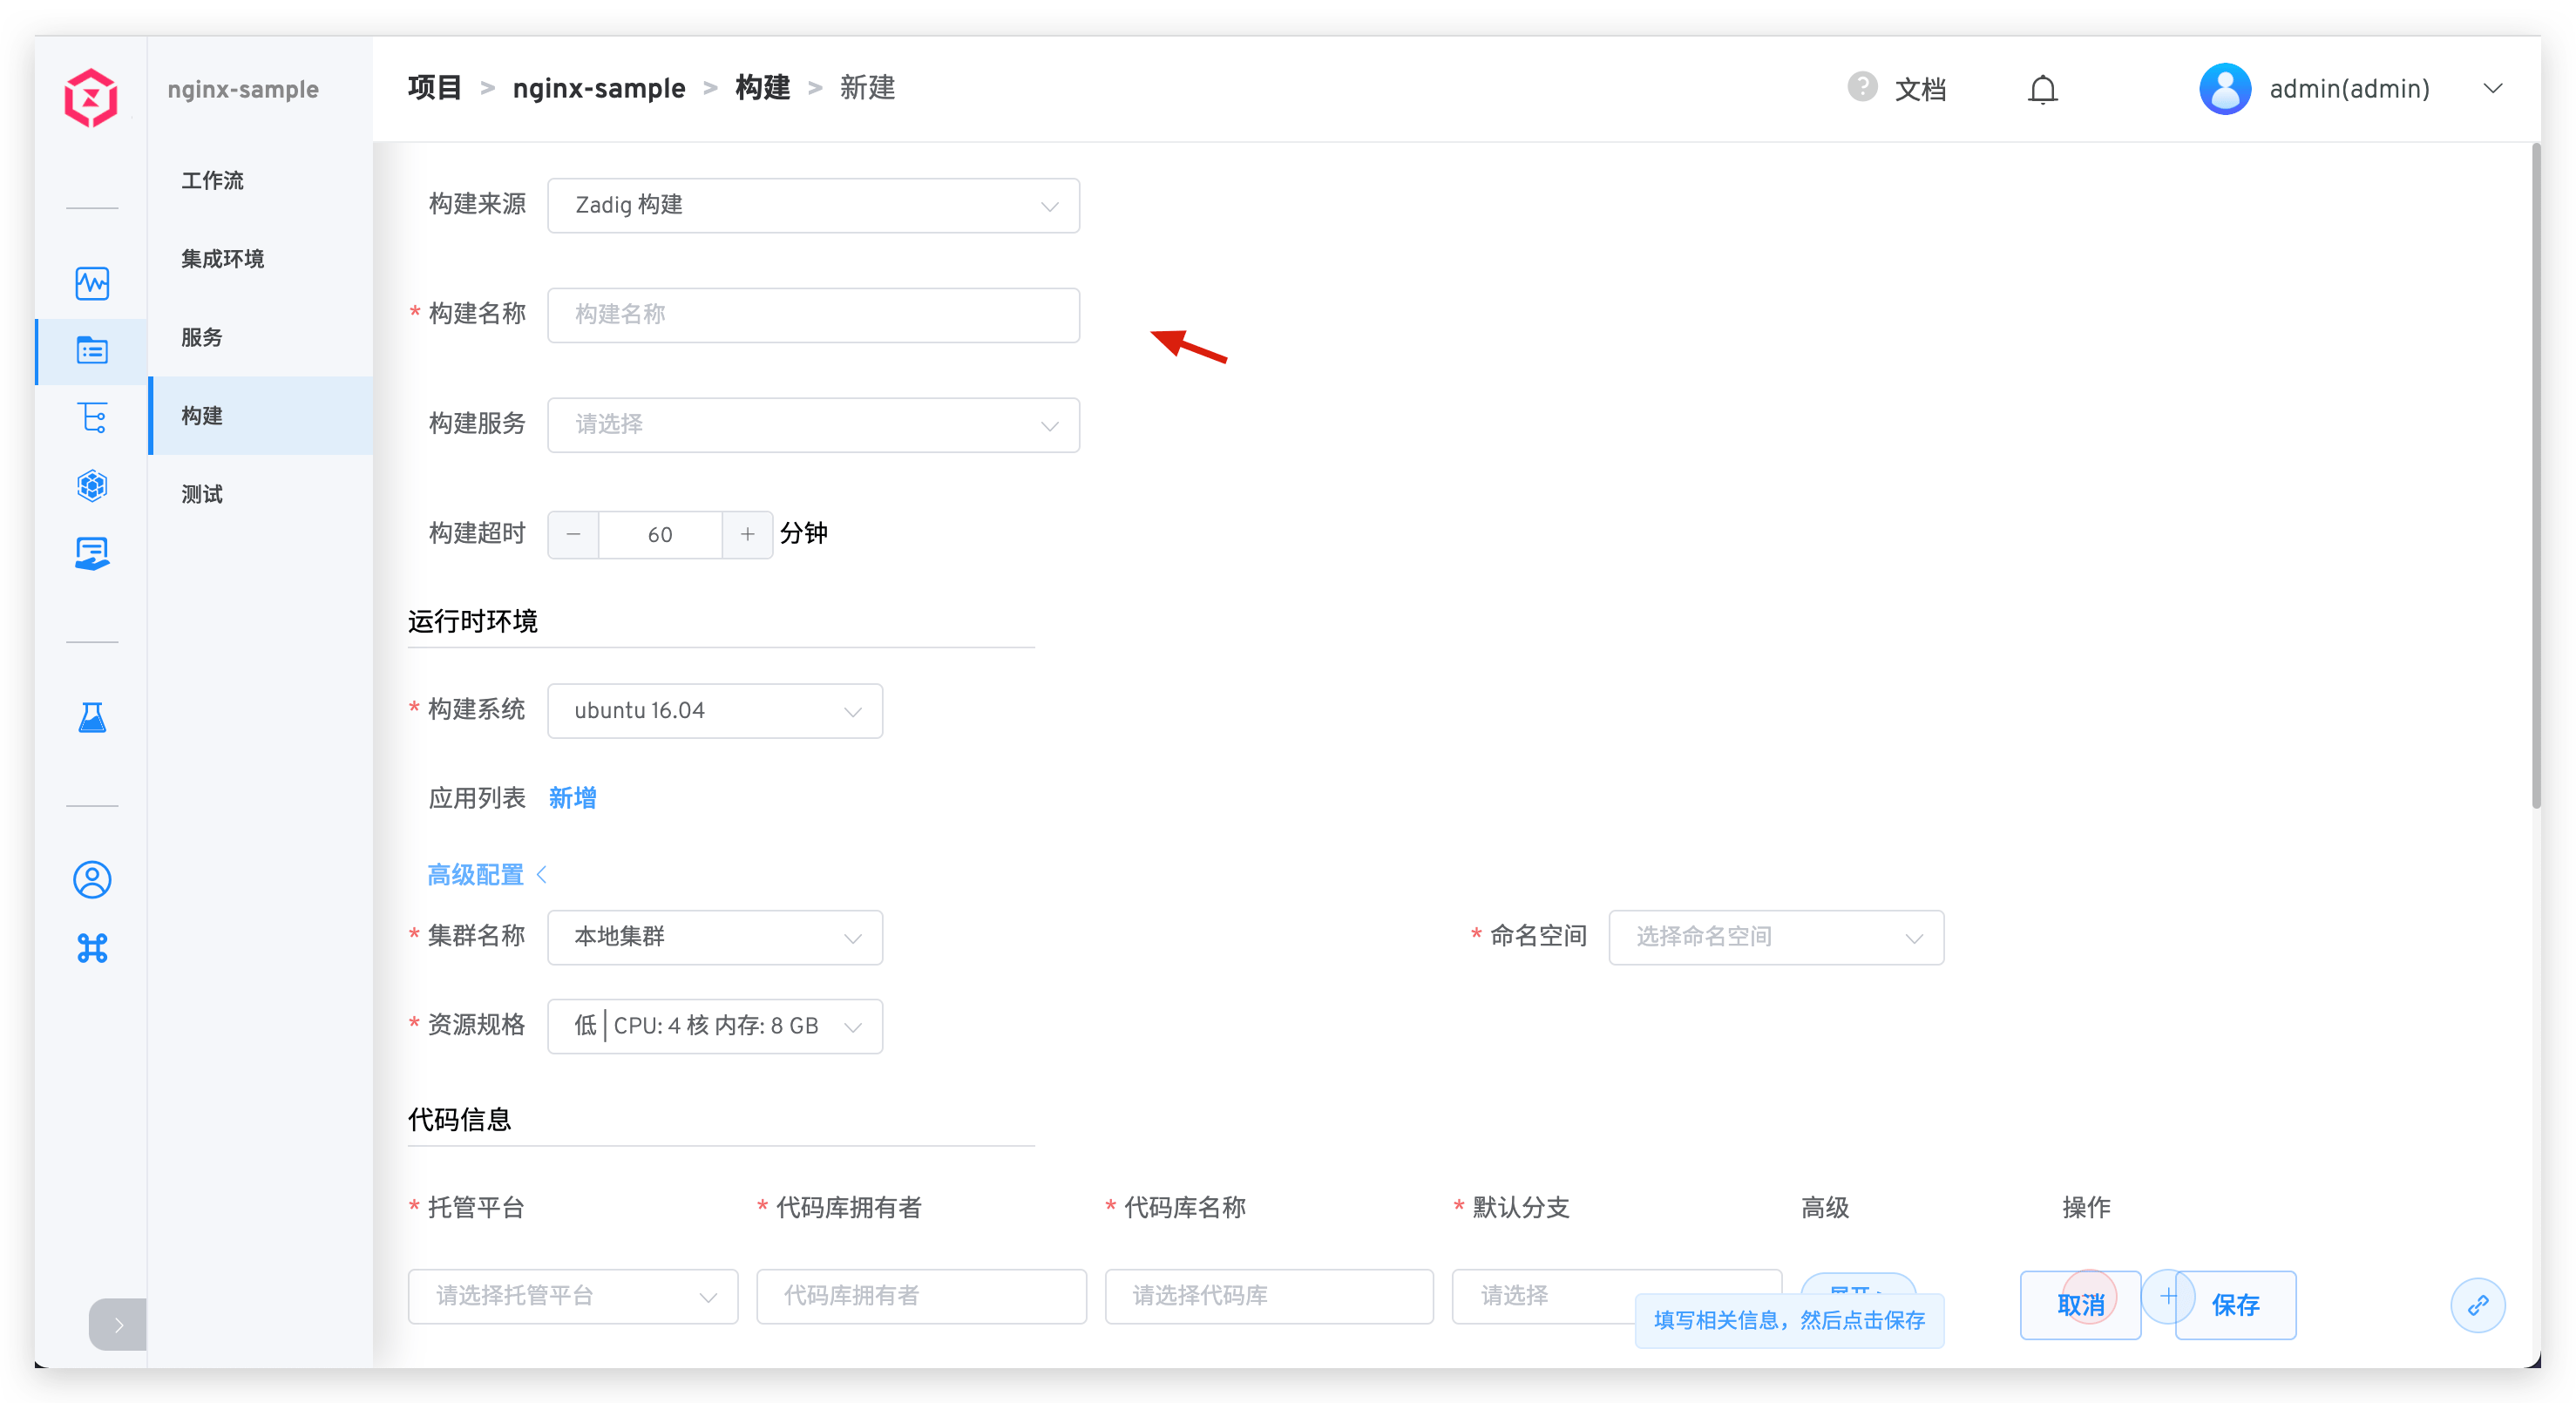 nginx-sample
项目 > nginx-sample > 构建 > 新建
? 文档
admin(admin)
工作流
集成环境
服务
构建
测试
构建来源 Zadig 构建
* 构建名称 构建名称
构建服务 请选择
构建超时 − 60 + 分钟
运行时环境
* 构建系统 ubuntu 16.04
应用列表 新增
高级配置 <
* 集群名称 本地集群 * 命名空间 选择命名空间
* 资源规格 低 | CPU: 4 核 内存: 8 GB
代码信息
* 托管平台 * 代码库拥有者 * 代码库名称 * 默认分支 高级 操作
请选择托管平台 代码库拥有者 请选择代码库 请选择 展开 取消 + 保存
填写相关信息，然后点击保存